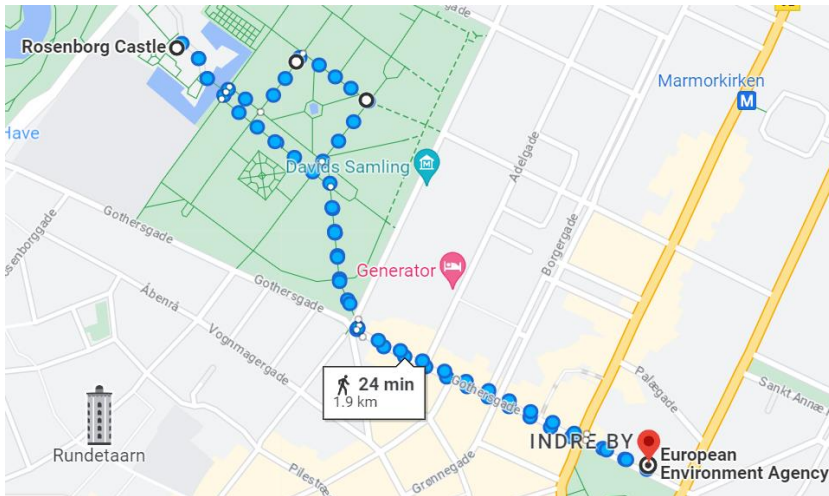 Rosenborg Castle
Marmorkirken
M
Have
Adelgade
Davids Samling
Gothersgade
Borgergade
Generator
Gothersgade
Åbenrå
Vognmagergade
Palægade
24 min
1.9 km
Gothersgade
Sankt Annæ
INDRE BY
Rundetaarn
Grønnegade
European
Environment Agency
Pilestræ